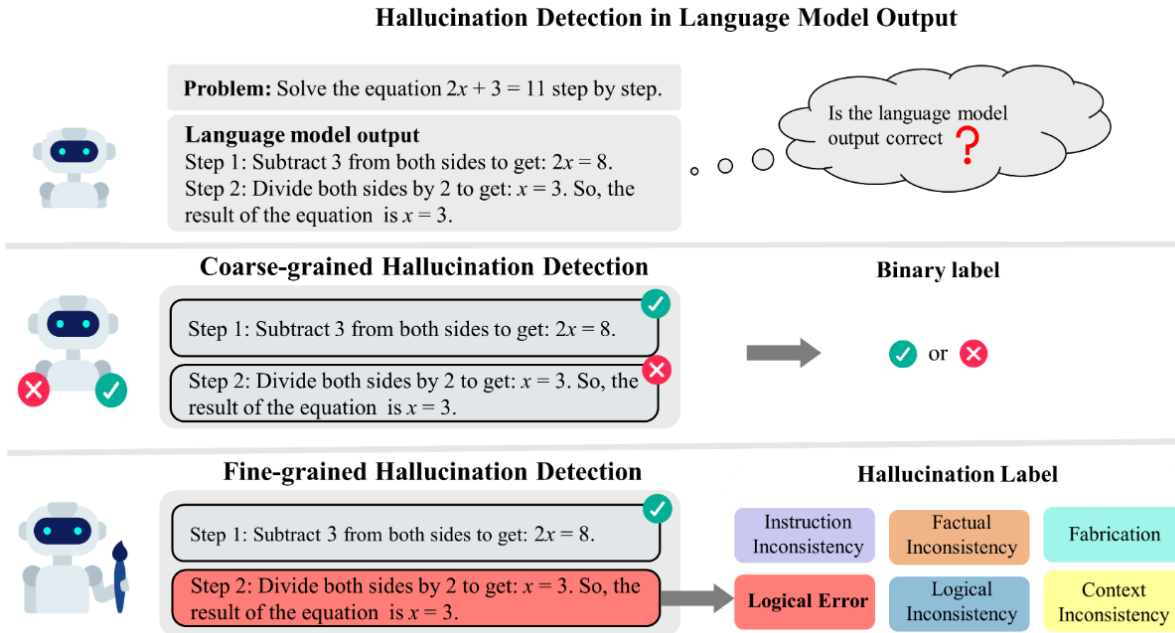 Hallucination Detection in Language Model Output
Problem: Solve the equation 2x + 3 = 11 step by step.
Language model output
Step 1: Subtract 3 from both sides to get: 2x = 8.
Step 2: Divide both sides by 2 to get: x = 3. So, the
result of the equation is x = 3.
Is the language model
output correct ?
Coarse-grained Hallucination Detection
Binary label
Step 1: Subtract 3 from both sides to get: 2x = 8.
Step 2: Divide both sides by 2 to get: x = 3. So, the
result of the equation is x = 3.
or
Fine-grained Hallucination Detection
Hallucination Label
Step 1: Subtract 3 from both sides to get: 2x = 8.
Step 2: Divide both sides by 2 to get: x = 3. So, the
result of the equation is x = 3.
Instruction
Inconsistency
Factual
Inconsistency
Fabrication
Logical Error
Logical
Inconsistency
Context
Inconsistency